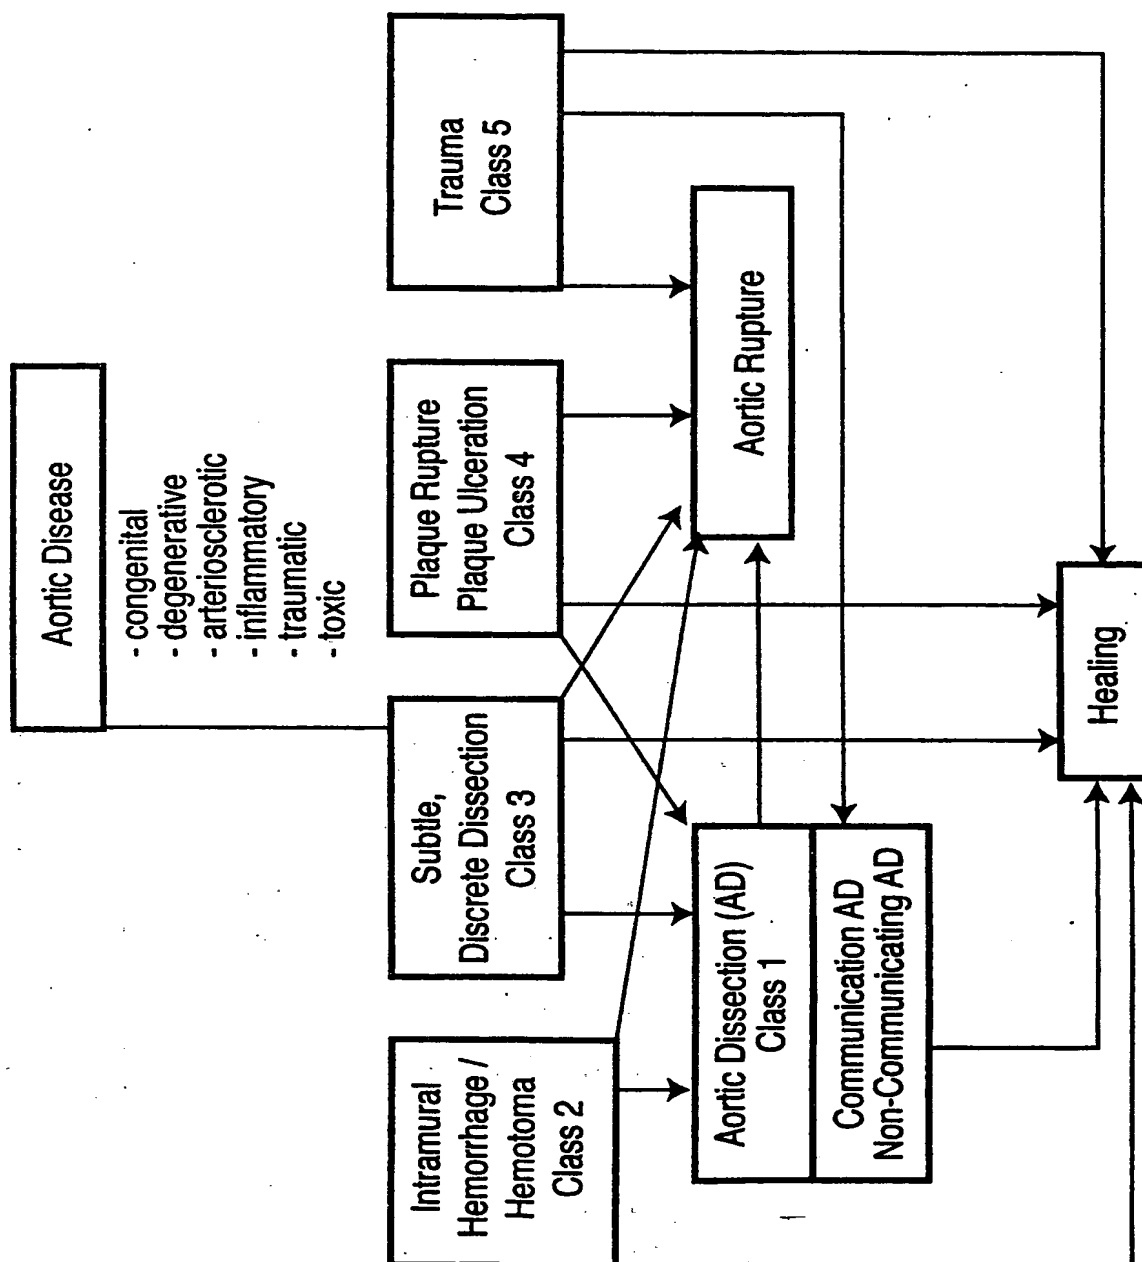 Aortic Disease
- congenital
- degenerative
- arteriosclerotic
- inflammatory
- traumatic
- toxic
Intramural
Hemorrhage /
Hemotoma
Class 2
Subtle,
Discrete Dissection
Class 3
Plaque Rupture
Plaque Ulceration
Class 4
Trauma
Class 5
Aortic Dissection (AD)
Class 1
Communication AD
Non-Communicating AD
Aortic Rupture
Healing